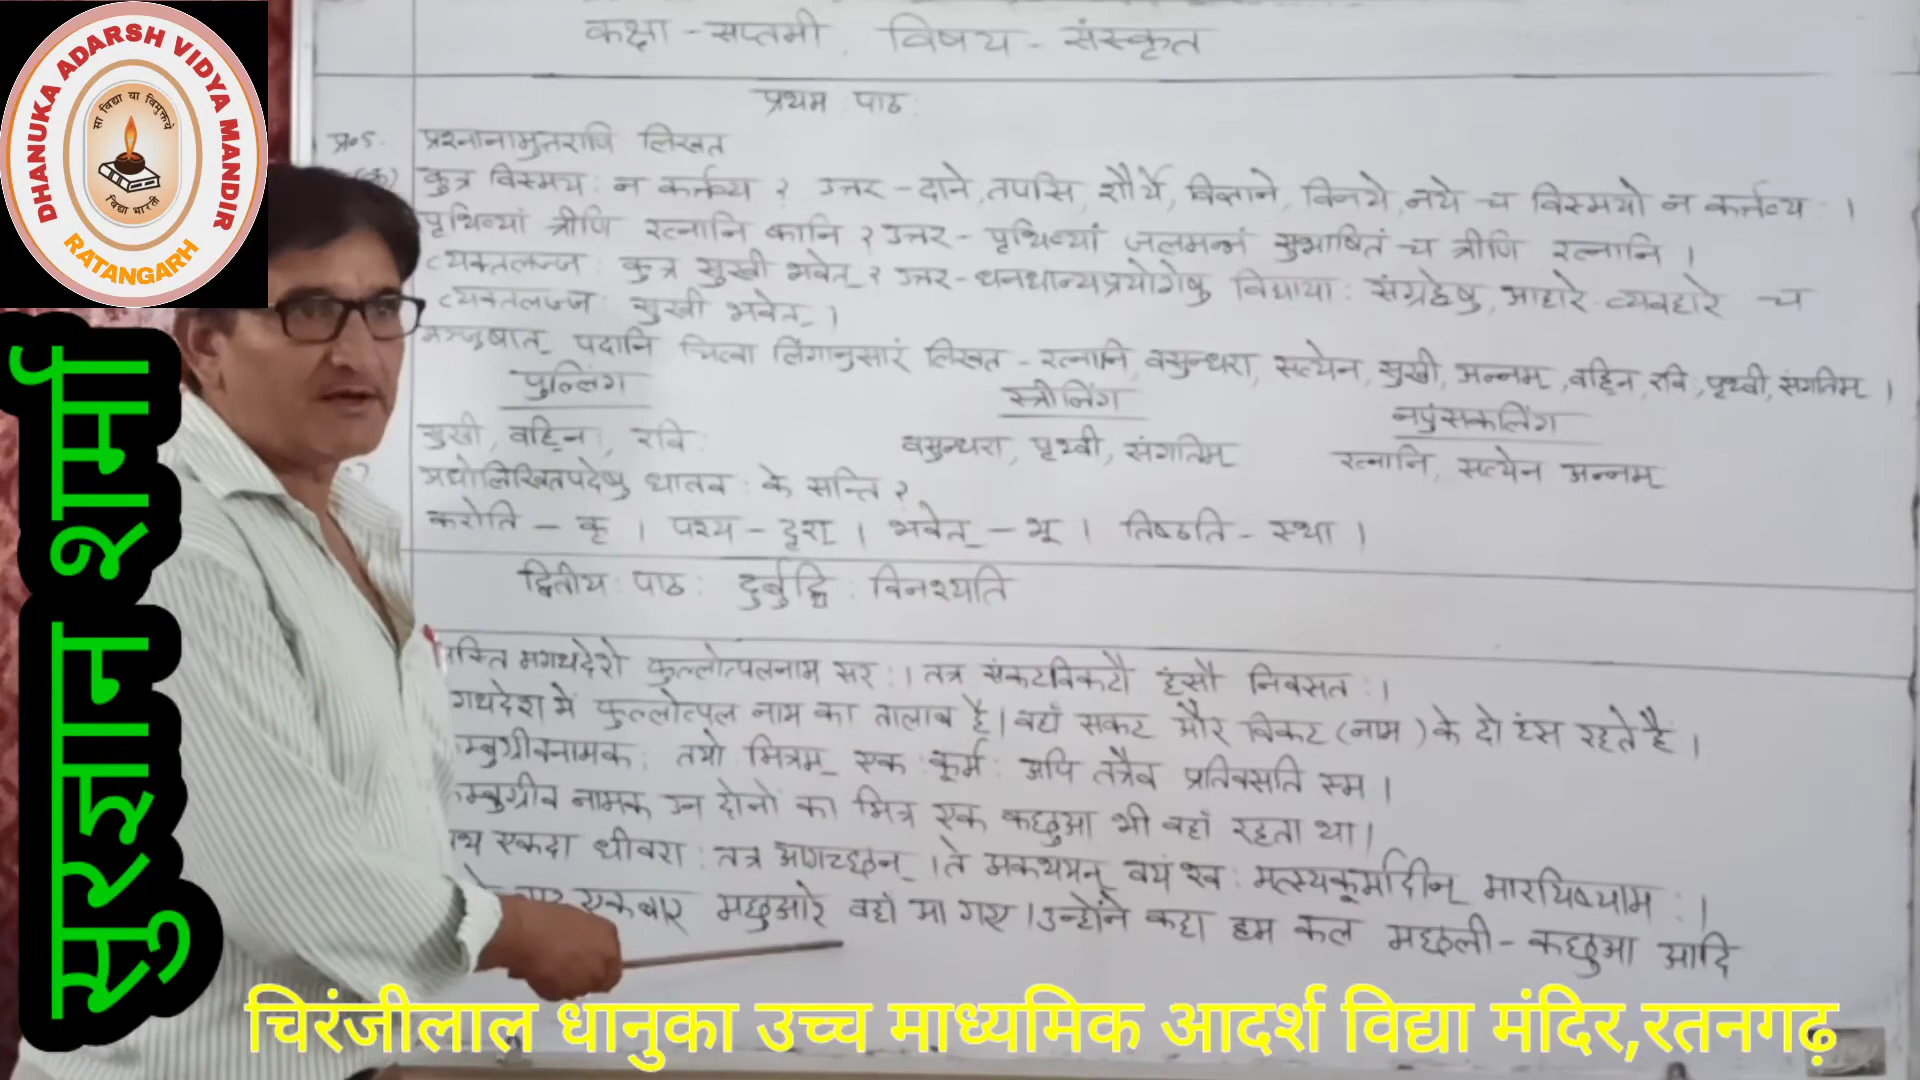 DHANUKA ADARSH VIDYA MANDIR
सा विद्या या विमुक्तये
विद्या भारती
RATANGARH
सुरज्ञान शर्मा
कक्षा - सप्तमी विषय - संस्कृत
प्रथम पाठ
प्र०5. प्रश्नानामुत्तराणि लिखत
(क) कुत्र विस्मय: न कर्त्तव्य ? उत्तर - दाने, तपसि, शौर्ये, विज्ञाने, विनये, नये च विस्मयो न कर्त्तव्य: ।
पृथिव्यां त्रीणि रत्नानि कानि ? उत्तर - पृथिव्यां जलमन्नं सुभाषितं च त्रीणि रत्नानि ।
त्यक्तलज्ज: कुत्र सुखी भवेत् ? उत्तर - धनधान्यप्रयोगेषु विद्याया: संग्रहेषु, आहारे व्यवहारे च
त्यक्तलज्ज: सुखी भवेत् ।
मञ्जूषात् पदानि चित्वा लिंगानुसारं लिखत - रत्नानि, वसुन्धरा, सत्येन, सुखी, अन्नम्, वह्नि, रवि, पृथ्वी, संगतिम् ।
पुल्लिंग स्त्रीलिंग नपुंसकलिंग
सुखी, वह्नि:, रवि: वसुन्धरा, पृथ्वी, संगतिम् रत्नानि, सत्येन अन्नम्
अधोलिखितपदेषु धातव: के सन्ति ?
करोति - कृ । पश्य - दृश् । भवेत् - भू । तिष्ठति - स्था ।
द्वितीय: पाठ: दुर्बुद्धि: विनश्यति
अस्ति मगधदेशे फुल्लोत्पलनाम सर: । तत्र संकटविकटौ हंसौ निवसत: ।
गधदेश में फुल्लोत्पल नाम का तालाब है । वहाँ सकट और विकट (नाम) के दो हंस रहते है ।
म्बुग्रीवनामक: तयो मित्रम् एक: कूर्म: अपि तत्रैव प्रतिवसति स्म ।
म्बुग्रीव नामक उन दोनो का मित्र एक कछुआ भी वहाँ रहता था ।
थ एकदा धीवरा: तत्र आगच्छन् । ते अकथयन् वयं श्व: मत्स्यकूर्मादीन् मारयिष्याम: ।
एकबार मछुआरे वहाँ आ गए । उन्होंने कहा हम कल मछली - कछुआ आदि
चिरंजीलाल धानुका उच्च माध्यमिक आदर्श विद्या मंदिर,रतनगढ़